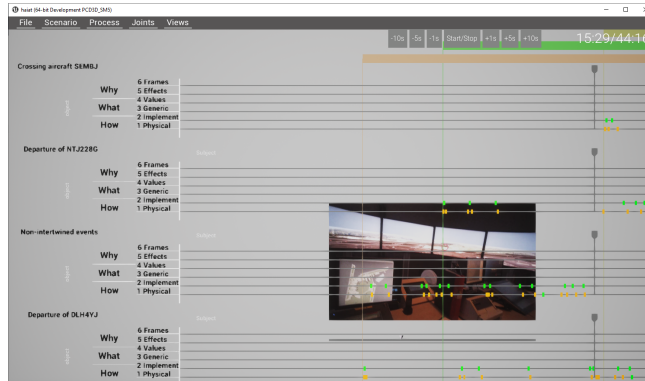 haiat (64-bit Development PCD3D_SM5)
File Scenario Process Joints Views
-10s -5s -1s Start/Stop +1s +5s +10s 15:29/44:16
Crossing aircraft SEMBJ
6 Frames
Why 5 Effects
4 Values
What 3 Generic
2 Implement
How 1 Physical
Departure of NTJ228G
6 Frames
Why 5 Effects
4 Values
What 3 Generic
2 Implement
How 1 Physical
Non-intertwined events
6 Frames
Why 5 Effects
4 Values
What 3 Generic
2 Implement
How 1 Physical
Departure of DLH4YJ
6 Frames
Why 5 Effects
4 Values
What 3 Generic
2 Implement
How 1 Physical